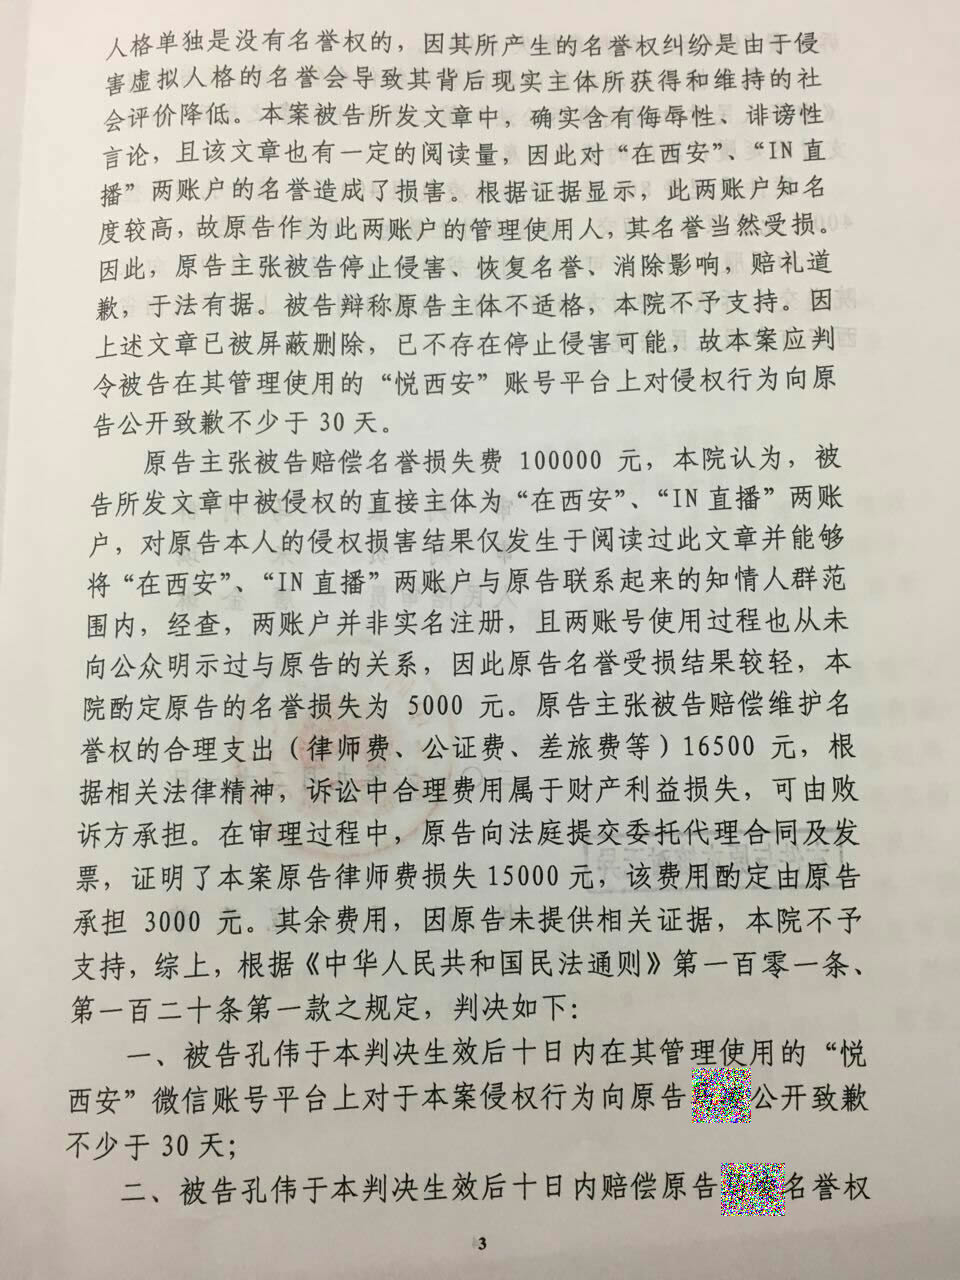 人格单独是没有名誉权的，因其所产生的名誉权纠纷是由于侵
害虚拟人格的名誉会导致其背后现实主体所获得和维持的社
会评价降低。本案被告所发文章中，确实含有侮辱性、诽谤性
言论，且该文章也有一定的阅读量，因此对“在西安”、“IN直
播”两账户的名誉造成了损害。根据证据显示，此两账户知名
度较高，故原告作为此两账户的管理使用人，其名誉当然受损。
因此，原告主张被告停止侵害、恢复名誉、消除影响，赔礼道
歉，于法有据。被告辩称原告主体不适格，本院不予支持。因
上述文章已被屏蔽删除，已不存在停止侵害可能，故本案应判
令被告在其管理使用的“悦西安”账号平台上对侵权行为向原
告公开致歉不少于 30 天。
原告主张被告赔偿名誉损失费 100000 元，本院认为，被
告所发文章中被侵权的直接主体为“在西安”、“IN直播”两账
户，对原告本人的侵权损害结果仅发生于阅读过此文章并能够
将“在西安”、“IN直播”两账户与原告联系起来的知情人群范
围内，经查，两账户并非实名注册，且两账号使用过程也从未
向公众明示过与原告的关系，因此原告名誉受损结果较轻，本
院酌定原告的名誉损失为 5000 元。原告主张被告赔偿维护名
誉权的合理支出（律师费、公证费、差旅费等）16500 元，根
据相关法律精神，诉讼中合理费用属于财产利益损失，可由败
诉方承担。在审理过程中，原告向法庭提交委托代理合同及发
票，证明了本案原告律师费损失15000元，该费用酌定由原告
承担 3000 元。其余费用，因原告未提供相关证据，本院不予
支持，综上，根据《中华人民共和国民法通则》第一百零一条、
第一百二十条第一款之规定，判决如下：
一、被告孔伟于本判决生效后十日内在其管理使用的“悦
西安”微信账号平台上对于本案侵权行为向原告公开致歉
不少于 30 天；
二、被告孔伟于本判决生效后十日内赔偿原告名誉权
3